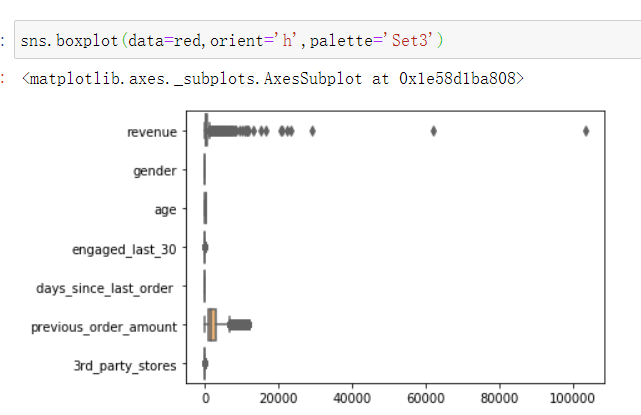 : sns.boxplot(data=red,orient='h',palette='Set3')
: <matplotlib.axes._subplots.AxesSubplot at 0x1e58d1ba808>
revenue
gender
age
engaged_last_30
days_since_last_order
previous_order_amount
3rd_party_stores
0 20000 40000 60000 80000 100000